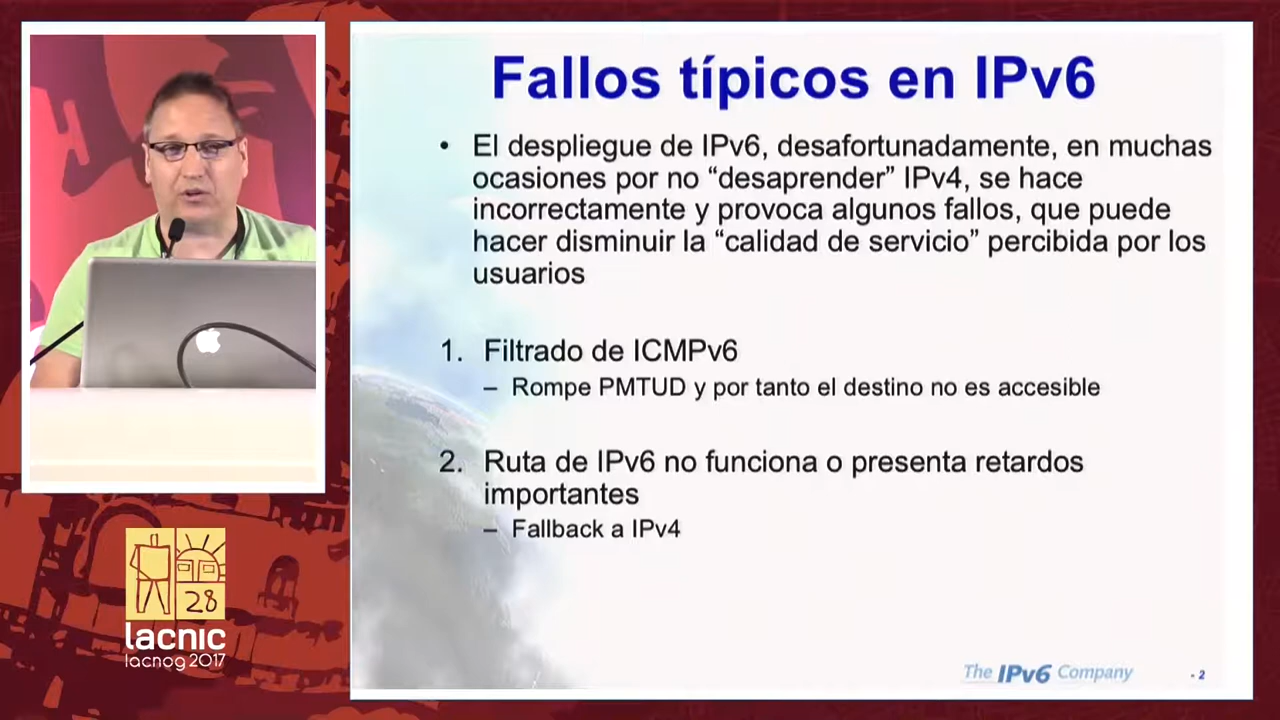 Fallos típicos en IPv6
• El despliegue de IPv6, desafortunadamente, en muchas
ocasiones por no “desaprender” IPv4, se hace
incorrectamente y provoca algunos fallos, que puede
hacer disminuir la “calidad de servicio” percibida por los
usuarios
1. Filtrado de ICMPv6
– Rompe PMTUD y por tanto el destino no es accesible
2. Ruta de IPv6 no funciona o presenta retardos
importantes
– Fallback a IPv4
28
lacnic
lacnog 2017
The IPv6 Company
- 2